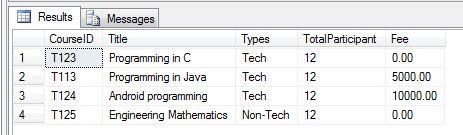 Results Messages
CourseID Title Types TotalParticipant Fee
1 T123 Programming in C Tech 12 0.00
2 T113 Programming in Java Tech 12 5000.00
3 T124 Android programming Tech 12 10000.00
4 T125 Engineering Mathematics Non-Tech 12 0.00